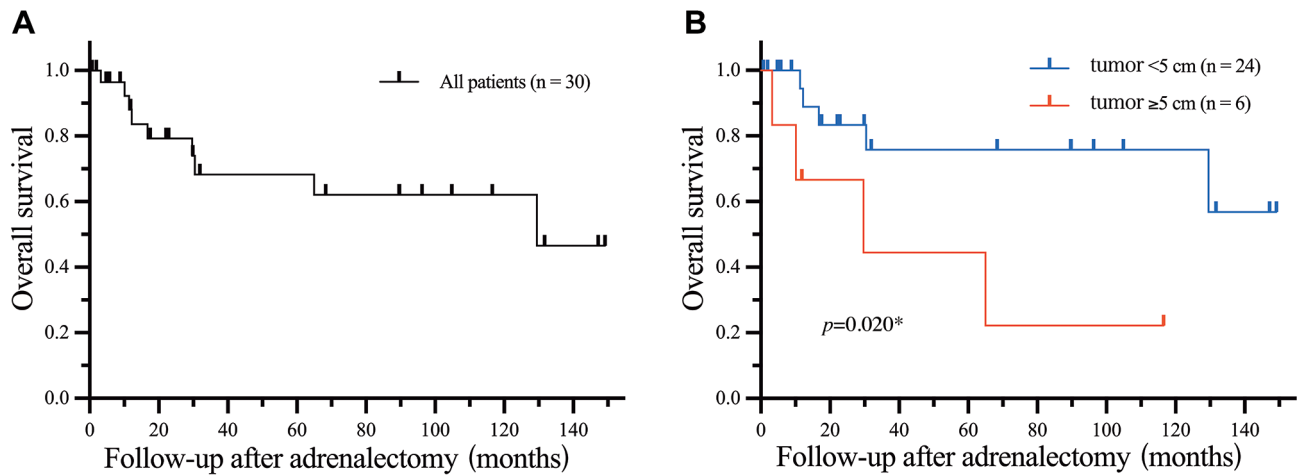 A
All patients (n = 30)
Overall survival
1.0
0.8
0.6
0.4
0.2
0.0
0 20 40 60 80 100 120 140
Follow-up after adrenalectomy (months)
B
tumor <5 cm (n = 24)
tumor ≥5 cm (n = 6)
Overall survival
1.0
0.8
0.6
0.4
0.2
0.0
p=0.020*
0 20 40 60 80 100 120 140
Follow-up after adrenalectomy (months)